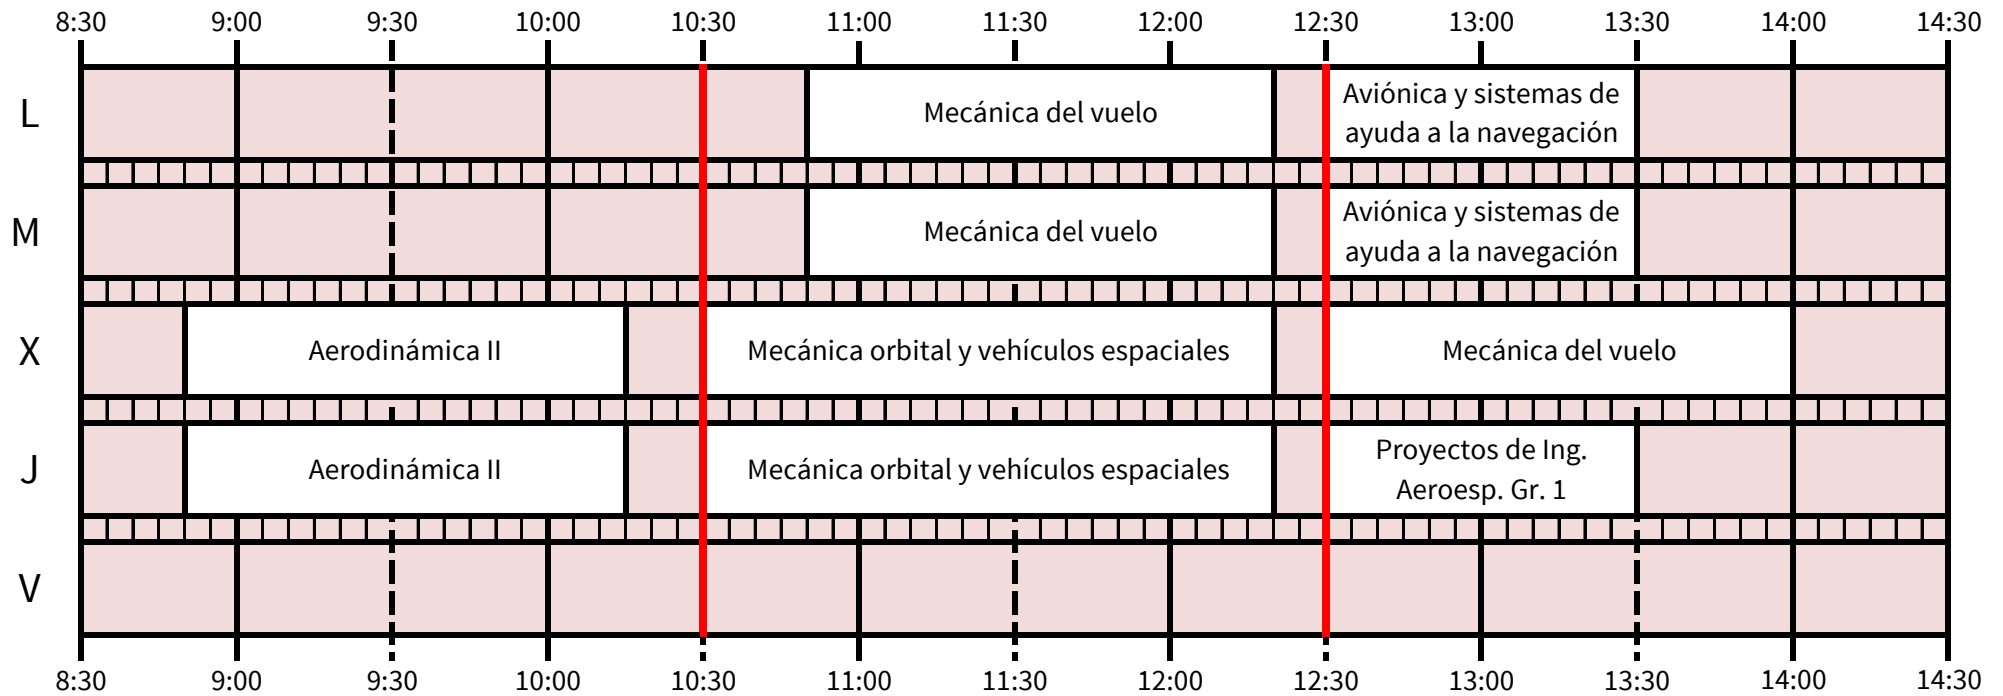 8:30 9:00 9:30 10:00 10:30 11:00 11:30 12:00 12:30 13:00 13:30 14:00 14:30
L
Mecánica del vuelo
Aviónica y sistemas de
ayuda a la navegación
M
Mecánica del vuelo
Aviónica y sistemas de
ayuda a la navegación
X
Aerodinámica II
Mecánica orbital y vehículos espaciales
Mecánica del vuelo
J
Aerodinámica II
Mecánica orbital y vehículos espaciales
Proyectos de Ing.
Aeroesp. Gr. 1
V
8:30 9:00 9:30 10:00 10:30 11:00 11:30 12:00 12:30 13:00 13:30 14:00 14:30